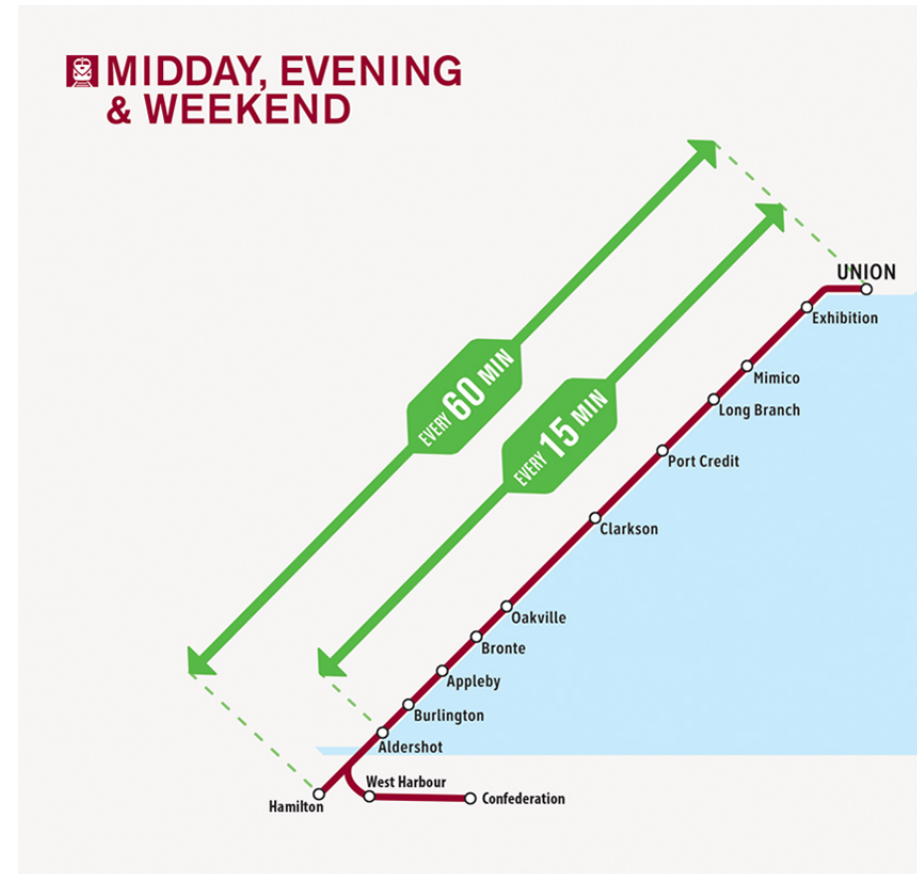 MIDDAY, EVENING
& WEEKEND
UNION
Exhibition
Mimico
Long Branch
Port Credit
Clarkson
Oakville
Bronte
Appleby
Burlington
Aldershot
West Harbour
Confederation
Hamilton
EVERY 60 MIN
EVERY 15 MIN